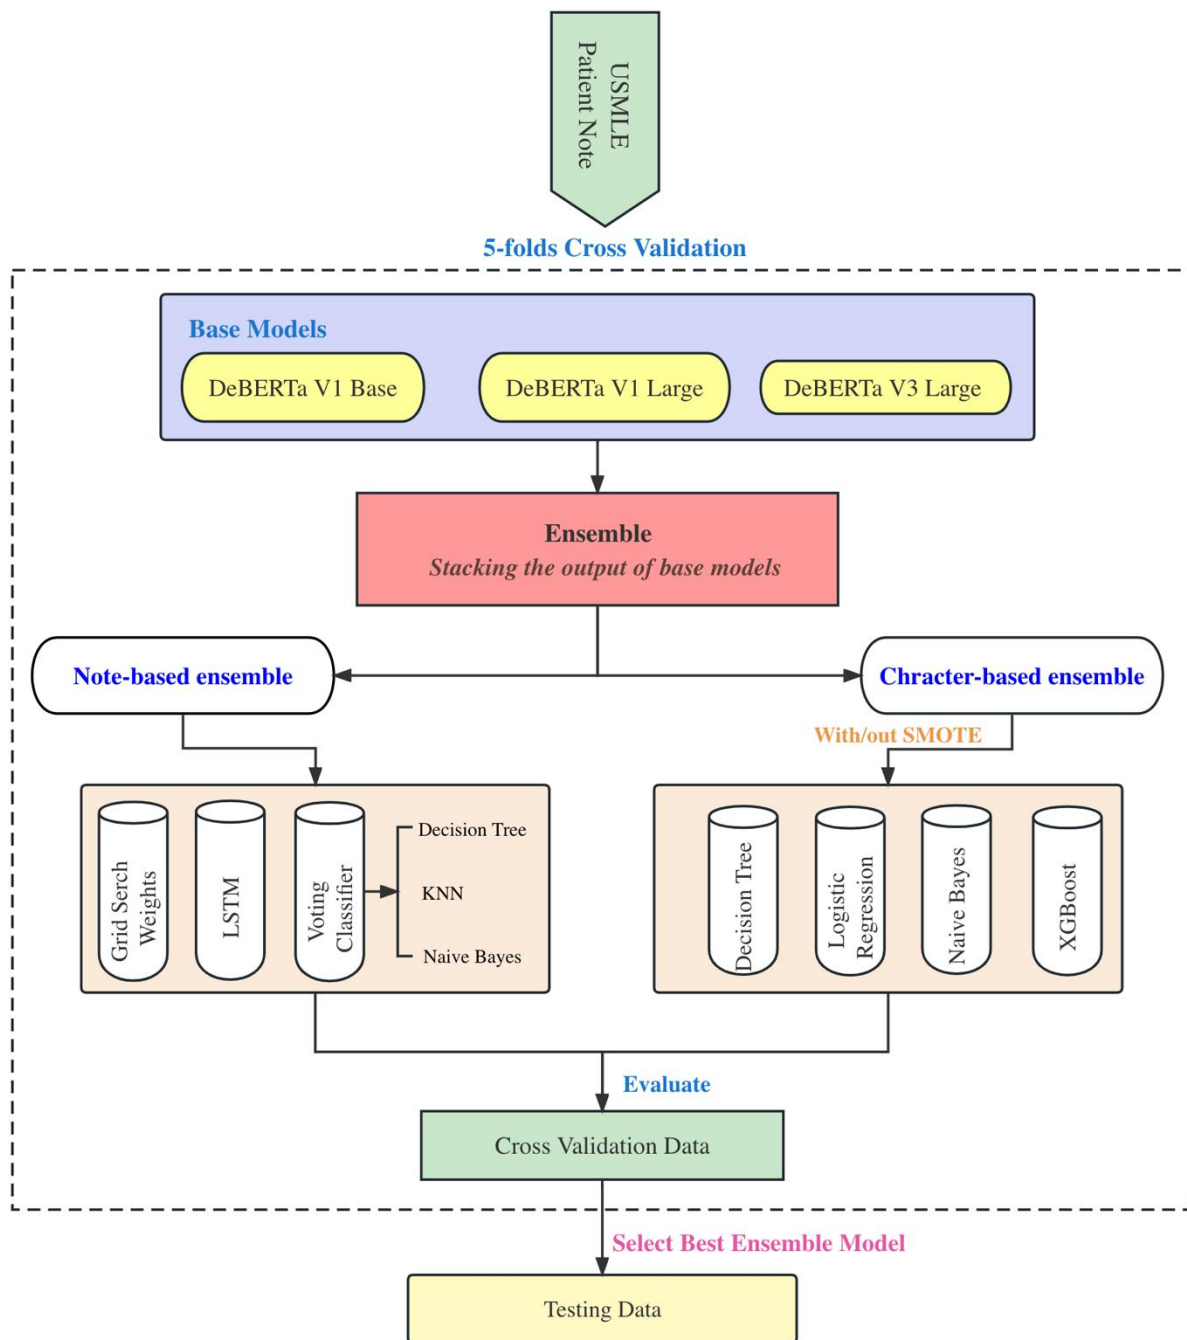 USMLE
Patient Note
5-folds Cross Validation
Base Models
DeBERTa V1 Base
DeBERTa V1 Large
DeBERTa V3 Large
Ensemble
Stacking the output of base models
Note-based ensemble
Chracter-based ensemble
With/out SMOTE
Grid Serch
Weights
LSTM
Voting
Classifier
Decision Tree
KNN
Naive Bayes
Decision Tree
Logistic
Regression
Naive Bayes
XGBoost
Evaluate
Cross Validation Data
Select Best Ensemble Model
Testing Data